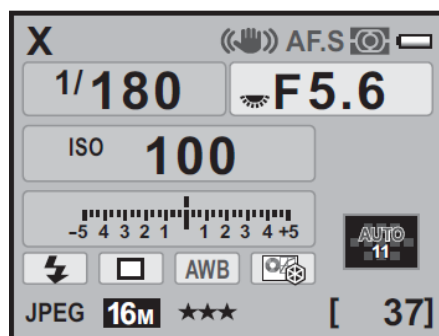 X AF.S
1/180 F5.6
ISO 100
-5 4 3 2 1 1 2 3 4 +5
AUTO
11
AWB
JPEG 16M ★★★ [ 37]